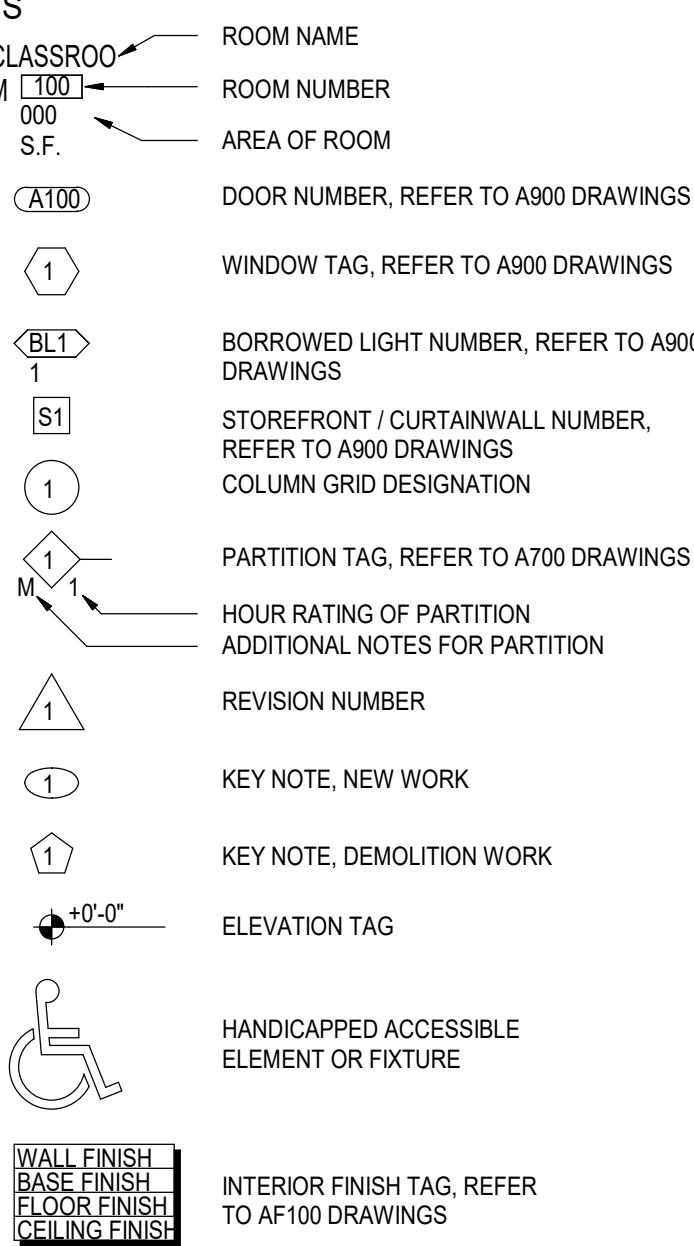 S
CLASSROO
ROOM NAME
M 100
ROOM NUMBER
000
S.F.
AREA OF ROOM
A100
DOOR NUMBER, REFER TO A900 DRAWINGS
1
WINDOW TAG, REFER TO A900 DRAWINGS
BL1
1
BORROWED LIGHT NUMBER, REFER TO A900
DRAWINGS
S1
STOREFRONT / CURTAINWALL NUMBER,
REFER TO A900 DRAWINGS
1
COLUMN GRID DESIGNATION
1
PARTITION TAG, REFER TO A700 DRAWINGS
M 1
HOUR RATING OF PARTITION
ADDITIONAL NOTES FOR PARTITION
1
REVISION NUMBER
1
KEY NOTE, NEW WORK
1
KEY NOTE, DEMOLITION WORK
+0'-0"
ELEVATION TAG
HANDICAPPED ACCESSIBLE
ELEMENT OR FIXTURE
WALL FINISH
BASE FINISH
FLOOR FINISH
CEILING FINISH
INTERIOR FINISH TAG, REFER
TO AF100 DRAWINGS